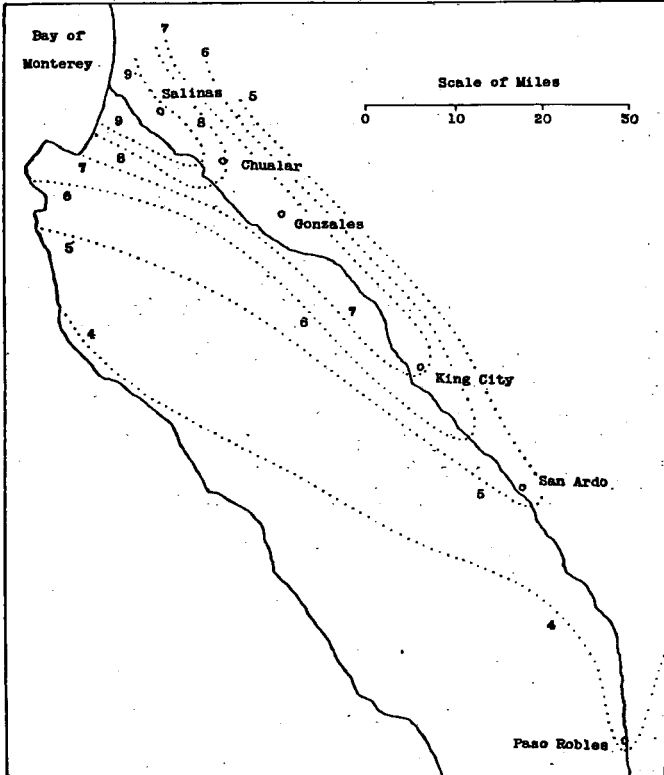 7
Bay of
Monterey
6
9
5
Scale of Miles
Salinas
0 10 20 30
9
8
8
Chualar
7
6
Gonzales
5
7
6
4
King City
San Ardo
5
4
Paso Robles